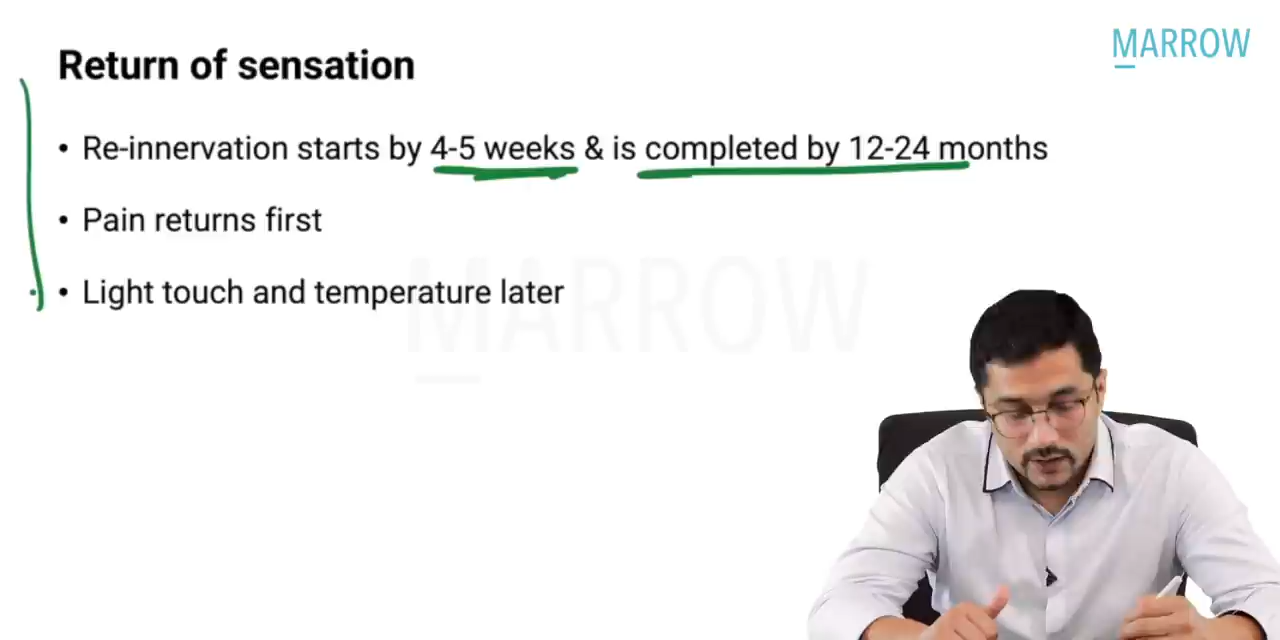 MARROW
Return of sensation
• Re-innervation starts by 4-5 weeks & is completed by 12-24 months
• Pain returns first
• Light touch and temperature later
MARROW